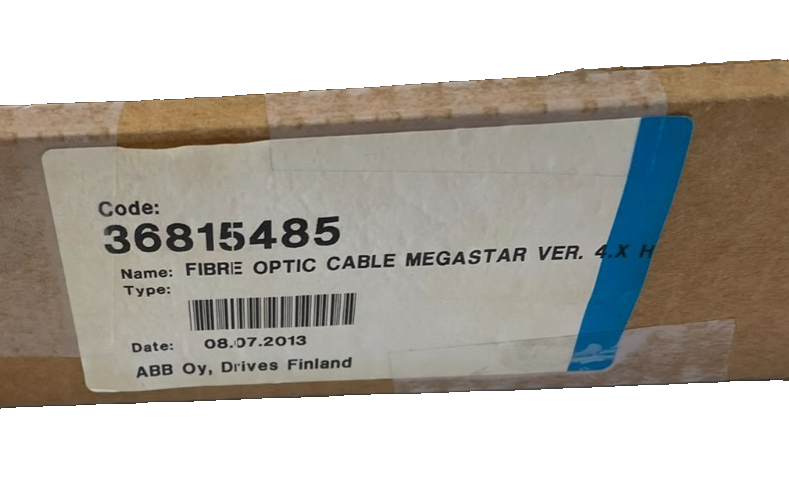 Code:
36815485
Name: FIBRE OPTIC CABLE MEGASTAR VER. 4.X H
Type:
Date: 08.07.2013
ABB Oy, Drives Finland